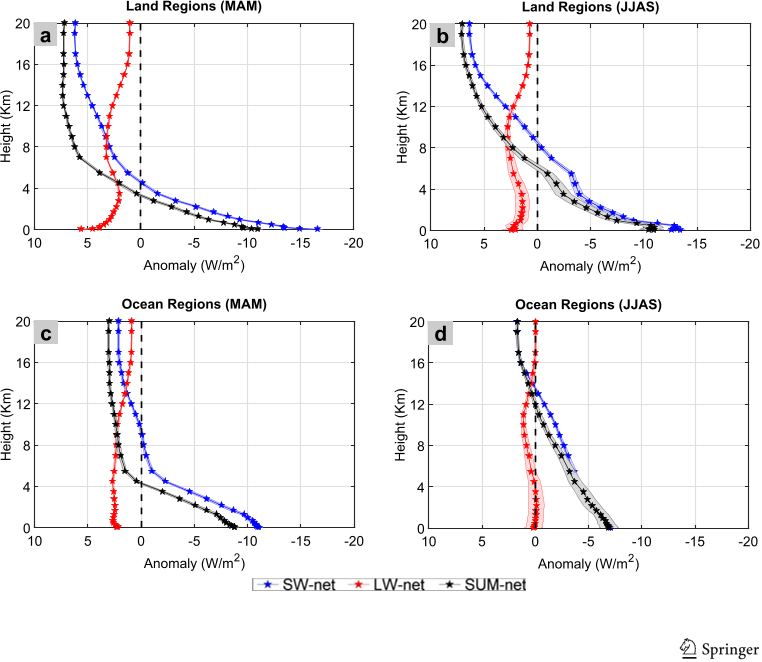 Land Regions (MAM)
a
20
16
12
8
4
0
Height (Km)
10 5 0 -5 -10 -15 -20
Anomaly (W/m²)
Land Regions (JJAS)
b
20
16
12
8
4
0
Height (Km)
10 5 0 -5 -10 -15 -20
Anomaly (W/m²)
Ocean Regions (MAM)
c
20
16
12
8
4
0
Height (Km)
10 5 0 -5 -10 -15 -20
Anomaly (W/m²)
Ocean Regions (JJAS)
d
20
16
12
8
4
0
Height (Km)
10 5 0 -5 -10 -15 -20
Anomaly (W/m²)
SW-net LW-net SUM-net
Springer